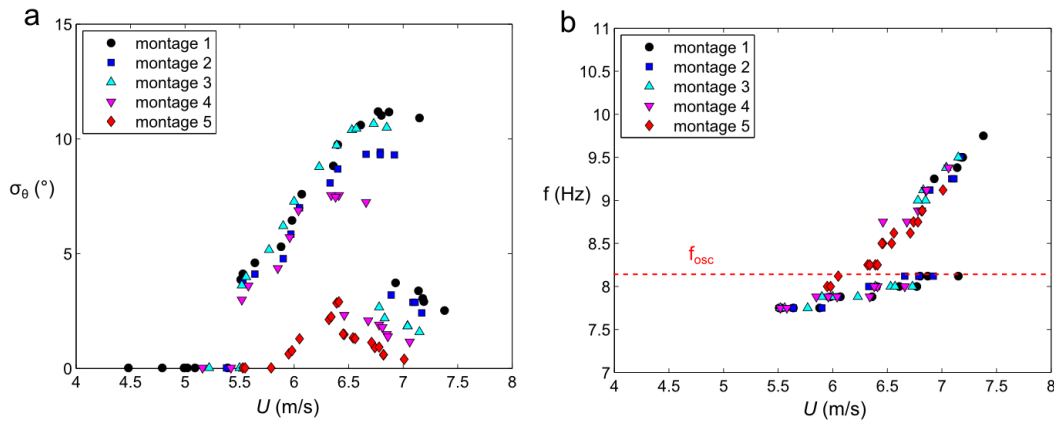 a
15
10
5
0
σθ (°)
montage 1
montage 2
montage 3
montage 4
montage 5
4 4.5 5 5.5 6 6.5 7 7.5 8
U (m/s)
b
11
10.5
10
9.5
9
8.5
8
7.5
7
f (Hz)
montage 1
montage 2
montage 3
montage 4
montage 5
fosc
4 4.5 5 5.5 6 6.5 7 7.5 8
U (m/s)